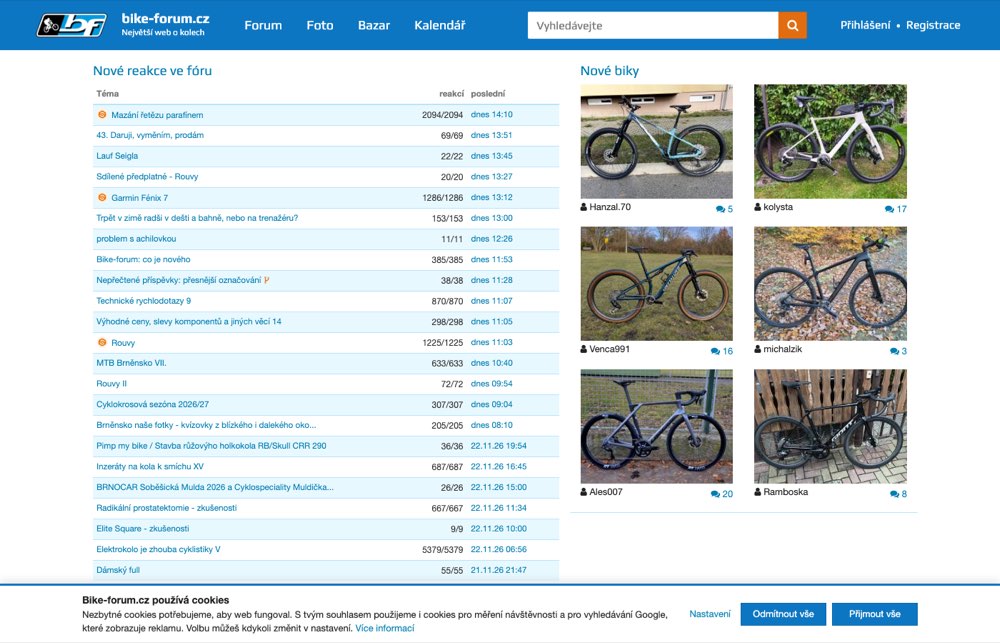 bf
bike-forum.cz
Největší web o kolech
Forum
Foto
Bazar
Kalendář
Vyhledávejte
Přihlášení • Registrace
Nové reakce ve fóru
Téma reakcí poslední
Mazání řetězu parafínem 2094/2094 dnes 14:10
43. Daruji, vyměním, prodám 69/69 dnes 13:51
Lauf Seigla 22/22 dnes 13:45
Sdílené předplatné - Rouvy 20/20 dnes 13:27
Garmin Fénix 7 1286/1286 dnes 13:12
Trpět v zimě radši v dešti a bahně, nebo na trenažéru? 153/153 dnes 13:00
problem s achilovkou 11/11 dnes 12:26
Bike-forum: co je nového 385/385 dnes 11:53
Nepřečtené příspěvky: přesnější označování 38/38 dnes 11:28
Technické rychlodotazy 9 870/870 dnes 11:07
Výhodné ceny, slevy komponentů a jiných věcí 14 298/298 dnes 11:05
Rouvy 1225/1225 dnes 11:03
MTB Brněnsko VII. 633/633 dnes 10:40
Rouvy II 72/72 dnes 09:54
Cyklokrosová sezóna 2026/27 307/307 dnes 09:04
Brněnsko naše fotky - kvízovky z blízkého i dalekého oko... 205/205 dnes 08:10
Pimp my bike / Stavba růžovýho holkokola RB/Skull CRR 290 36/36 22.11.26 19:54
Inzeráty na kola k smíchu XV 687/687 22.11.26 16:45
BRNOCAR Soběšická Mulda 2026 a Cyklospeciality Muldička... 26/26 22.11.26 15:00
Radikální prostatektomie - zkušenosti 667/667 22.11.26 11:34
Elite Square - zkušenosti 9/9 22.11.26 10:00
Elektrokolo je zhouba cyklistiky V 5379/5379 22.11.26 06:56
Dámský full 55/55 21.11.26 21:47
Nové biky
Hanzal.70 5
kolysta 17
Venca991 16
michalzik 3
Ales007 20
Ramboska 8
Bike-forum.cz používá cookies
Nezbytné cookies potřebujeme, aby web fungoval. S tvým souhlasem použijeme i cookies pro měření návštěvnosti a pro vyhledávání Google,
které zobrazuje reklamu. Volbu můžeš kdykoli změnit v nastavení. Více informací
Nastavení
Odmítnout vše
Přijmout vše